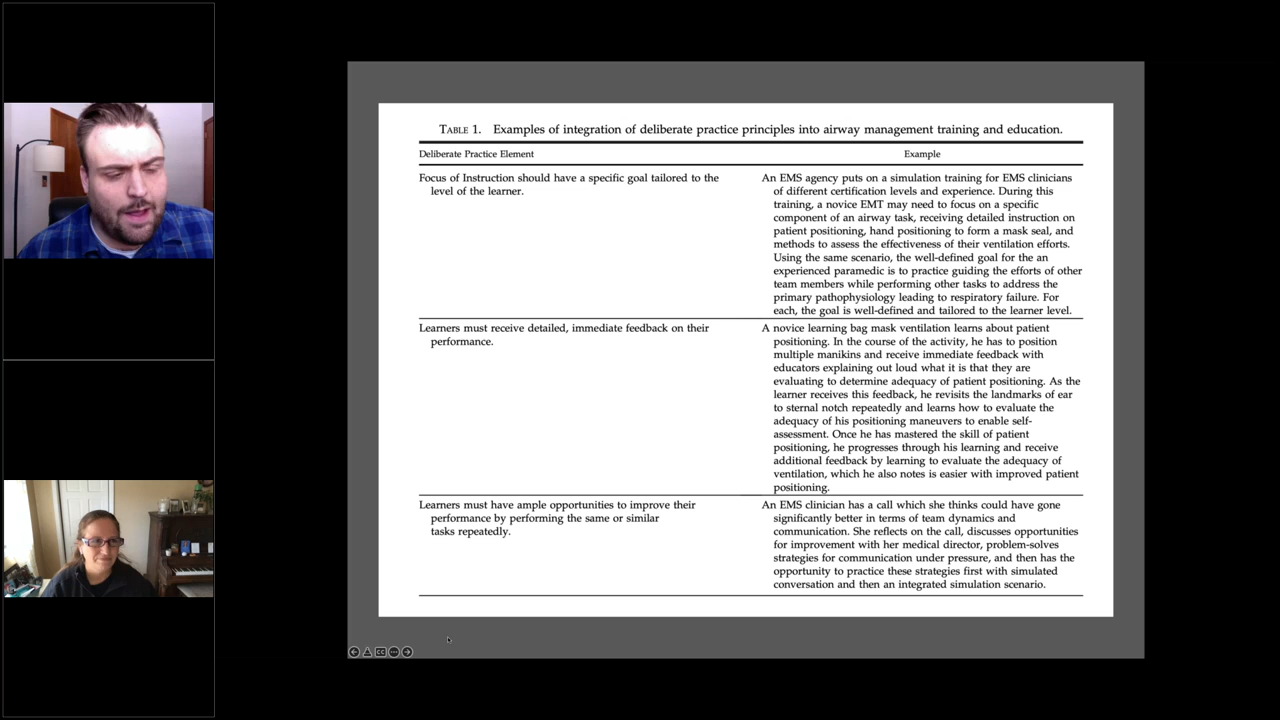 TABLE 1. Examples of integration of deliberate practice principles into airway management training and education.
Deliberate Practice Element
Example
Focus of Instruction should have a specific goal tailored to the
level of the learner.
An EMS agency puts on a simulation training for EMS clinicians
of different certification levels and experience. During this
training, a novice EMT may need to focus on a specific
component of an airway task, receiving detailed instruction on
patient positioning, hand positioning to form a mask seal, and
methods to assess the effectiveness of their ventilation efforts.
Using the same scenario, the well-defined goal for the an
experienced paramedic is to practice guiding the efforts of other
team members while performing other tasks to address the
primary pathophysiology leading to respiratory failure. For
each, the goal is well-defined and tailored to the learner level.
Learners must receive detailed, immediate feedback on their
performance.
A novice learning bag mask ventilation learns about patient
positioning. In the course of the activity, he has to position
multiple manikins and receive immediate feedback with
educators explaining out loud what it is that they are
evaluating to determine adequacy of patient positioning. As the
learner receives this feedback, he revisits the landmarks of ear
to sternal notch repeatedly and learns how to evaluate the
adequacy of his positioning maneuvers to enable self-
assessment. Once he has mastered the skill of patient
positioning, he progresses through his learning and receive
additional feedback by learning to evaluate the adequacy of
ventilation, which he also notes is easier with improved patient
positioning.
Learners must have ample opportunities to improve their
performance by performing the same or similar
tasks repeatedly.
An EMS clinician has a call which she thinks could have gone
significantly better in terms of team dynamics and
communication. She reflects on the call, discusses opportunities
for improvement with her medical director, problem-solves
strategies for communication under pressure, and then has the
opportunity to practice these strategies first with simulated
conversation and then an integrated simulation scenario.
CC